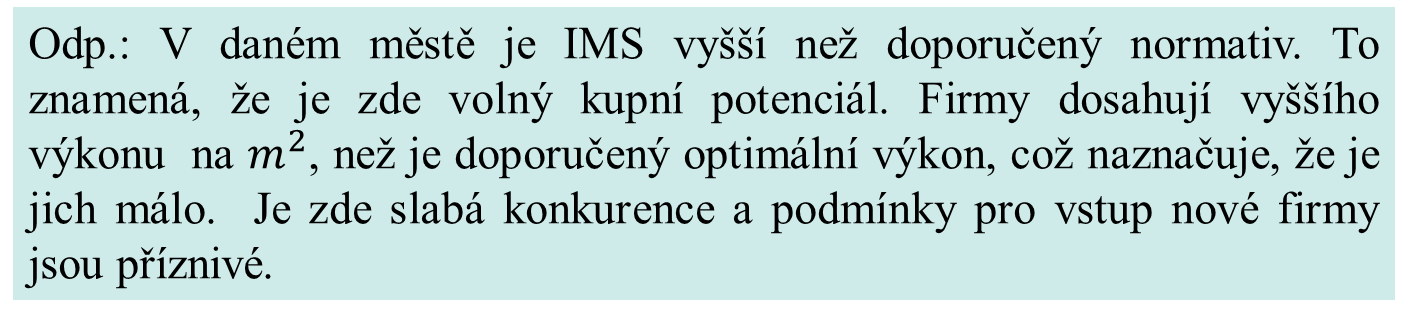 Odp.: V daném městě je IMS vyšší než doporučený normativ. To
znamená, že je zde volný kupní potenciál. Firmy dosahují vyššího
výkonu na m², než je doporučený optimální výkon, což naznačuje, že je
jich málo. Je zde slabá konkurence a podmínky pro vstup nové firmy
jsou příznivé.